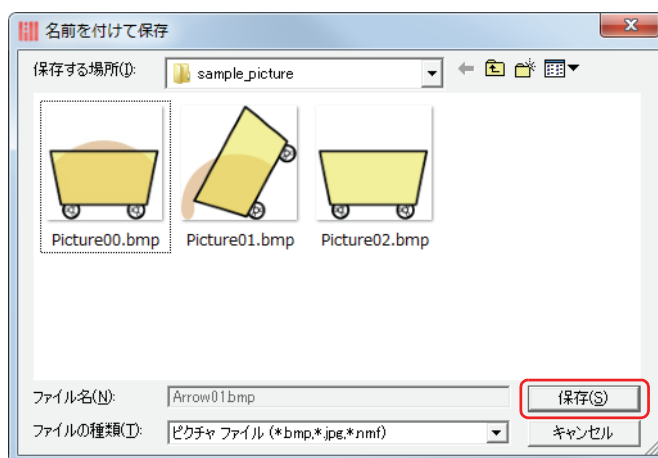 名前を付けて保存
保存する場所(I):
sample_picture
Picture00.bmp
Picture01.bmp
Picture02.bmp
ファイル名(N):
Arrow01.bmp
保存(S)
ファイルの種類(T):
ピクチャ ファイル (*.bmp,*.jpg,*.nmf)
キャンセル